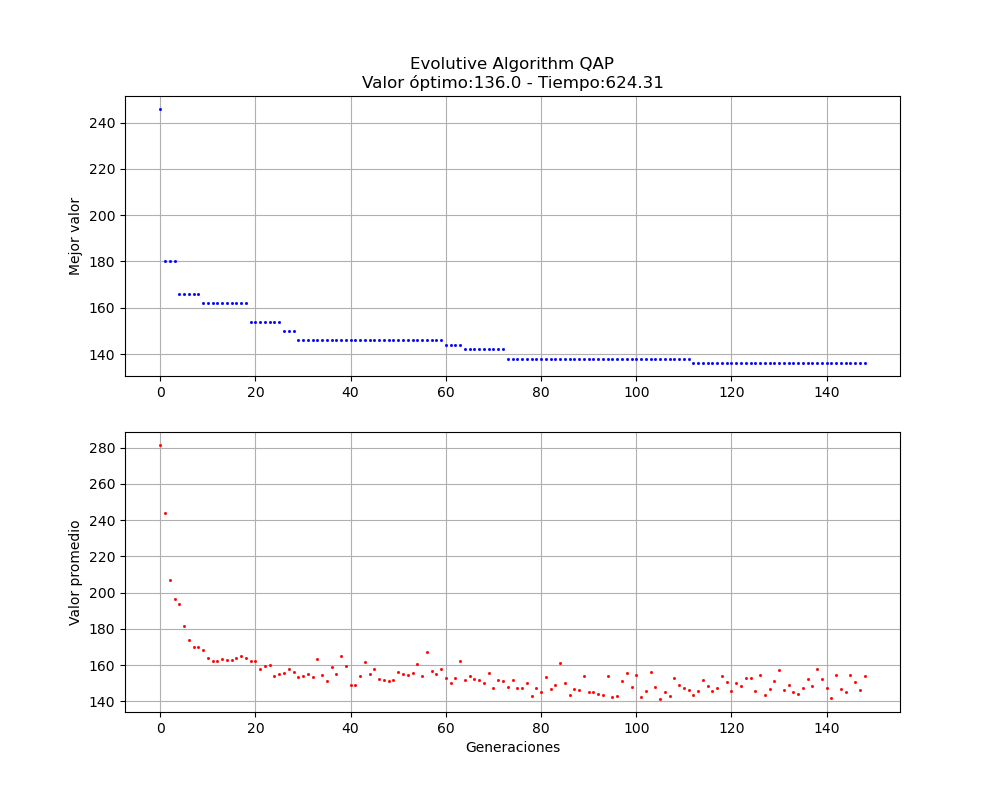 Evolutive Algorithm QAP
Valor óptimo:136.0 - Tiempo:624.31
Mejor valor
240
220
200
180
160
140
0 20 40 60 80 100 120 140
Valor promedio
280
260
240
220
200
180
160
140
0 20 40 60 80 100 120 140
Generaciones